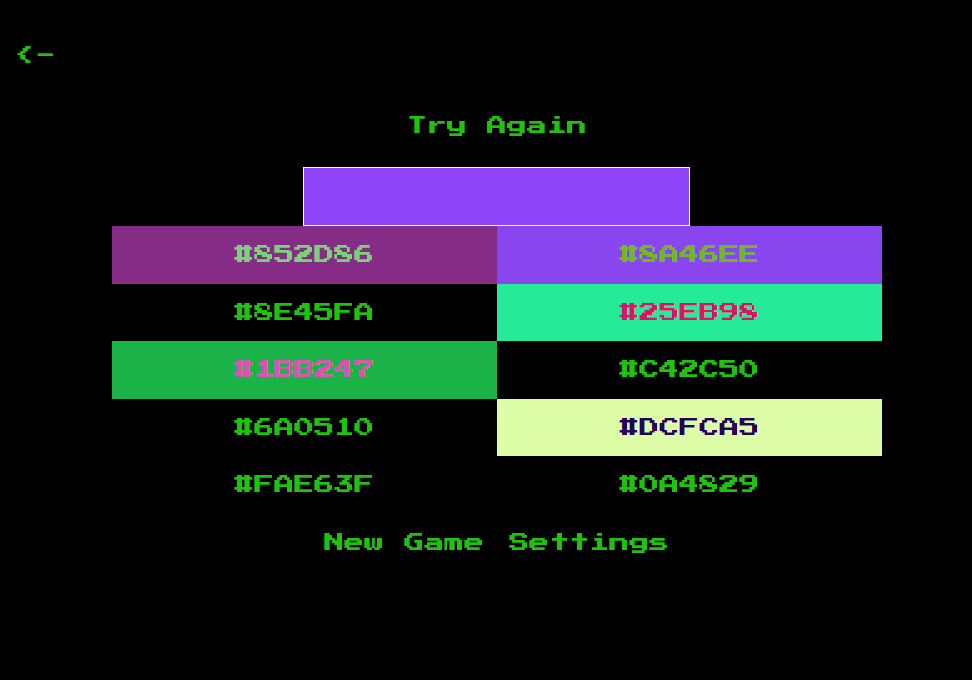 <-
Try Again
#852D86 #8A46EE
#8E45FA #25EB98
#1BB247 #C42C50
#6A0510 #DCFCA5
#FAE63F #0A4829
New Game Settings